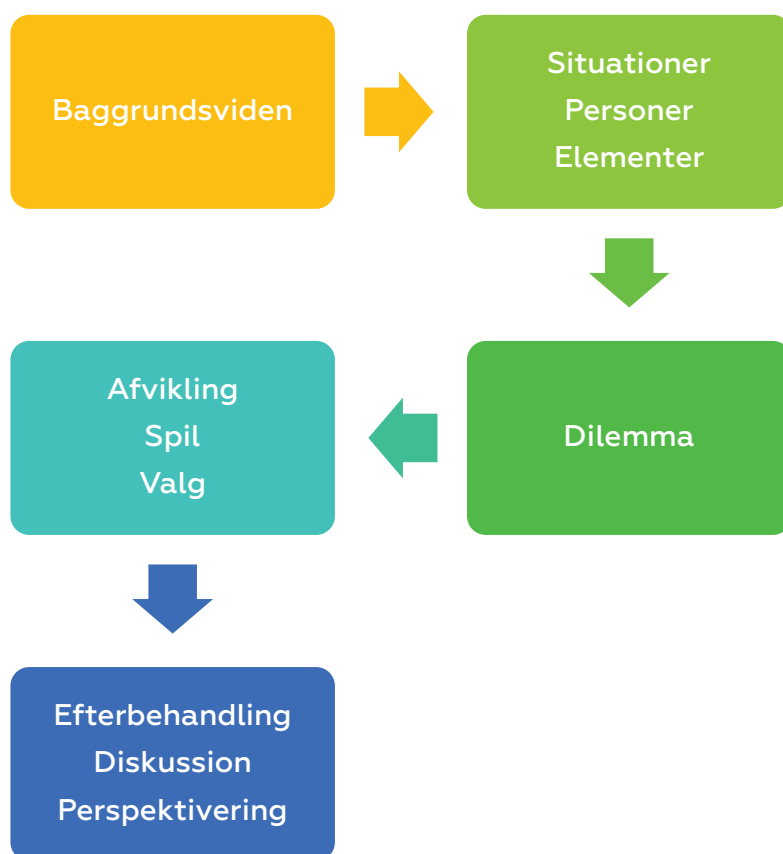 Baggrundsviden
Situationer
Personer
Elementer
Dilemma
Afvikling
Spil
Valg
Efterbehandling
Diskussion
Perspektivering